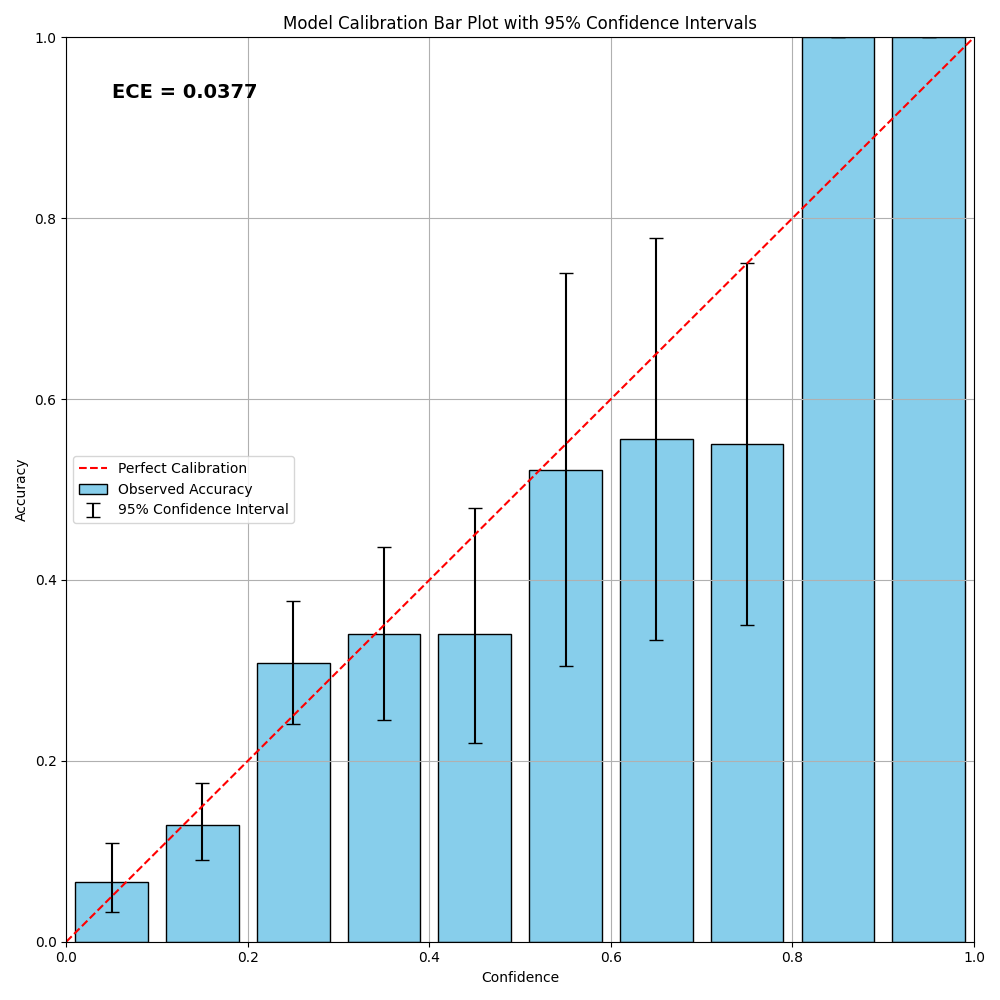 Model Calibration Bar Plot with 95% Confidence Intervals
ECE = 0.0377
Accuracy
1.0
0.8
0.6
0.4
0.2
0.0
Perfect Calibration
Observed Accuracy
95% Confidence Interval
0.0 0.2 0.4 0.6 0.8 1.0
Confidence